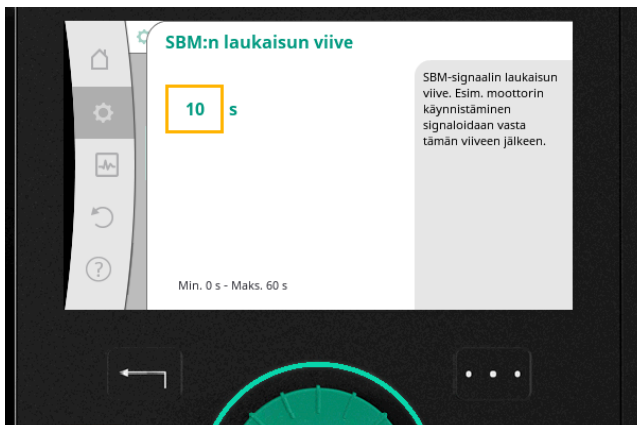 SBM:n laukaisun viive
10 s
SBM-signaalin laukaisun
viive. Esim. moottorin
käynnistäminen
signaloidaan vasta
tämän viiveen jälkeen.
Min. 0 s - Maks. 60 s